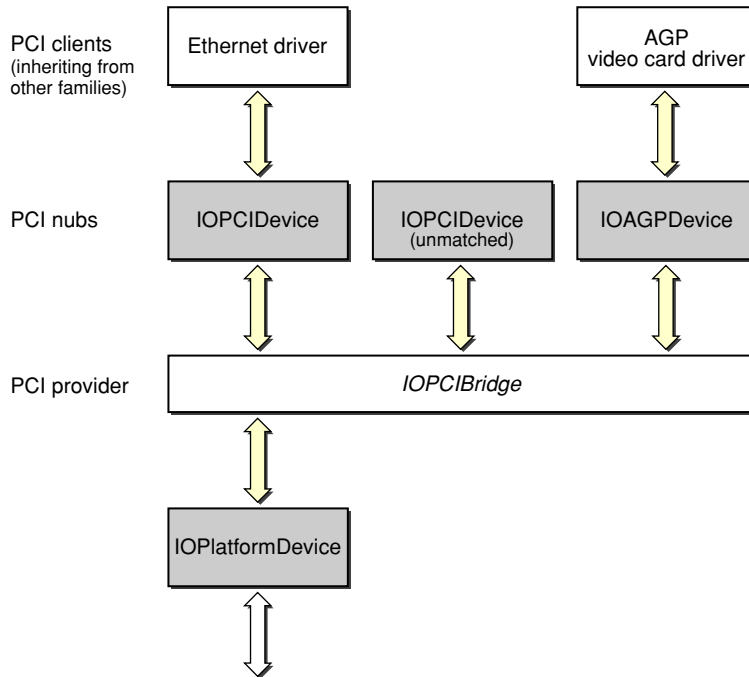 PCI clients
(inheriting from
other families)
Ethernet driver
AGP
video card driver
PCI nubs
IOPCIDevice
IOPCIDevice
(unmatched)
IOAGPDevice
PCI provider
IOPCIBridge
IOPlatformDevice